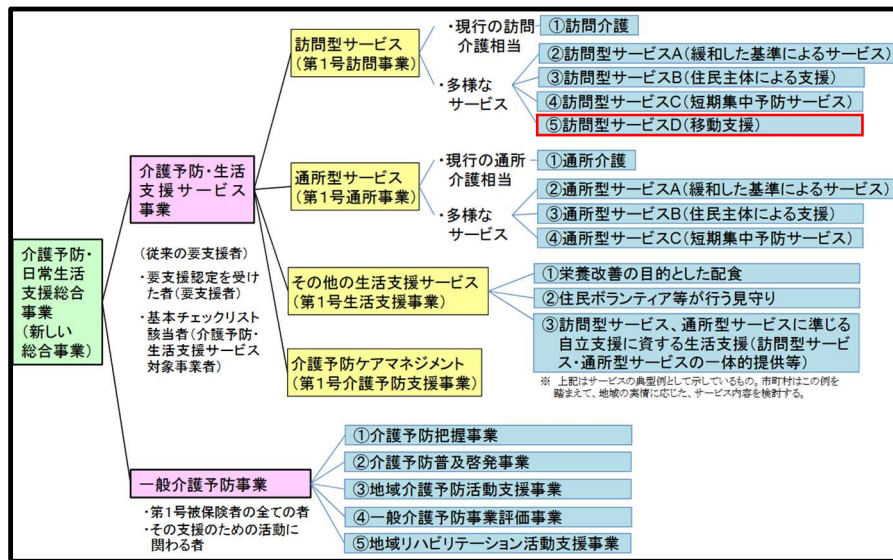 介護予防・
日常生活
支援総合
事業
(新しい
総合事業)
介護予防・生活
支援サービス
事業
(従来の要支援者)
・要支援認定を受け
た者(要支援者)
・基本チェックリスト
該当者(介護予防・
生活支援サービス
対象事業者)
訪問型サービス
(第1号訪問事業)
・現行の訪問
介護相当
①訪問介護
・多様な
サービス
②訪問型サービスA(緩和した基準によるサービス)
③訪問型サービスB(住民主体による支援)
④訪問型サービスC(短期集中予防サービス)
⑤訪問型サービスD(移動支援)
通所型サービス
(第1号通所事業)
・現行の通所
介護相当
①通所介護
・多様な
サービス
②通所型サービスA(緩和した基準によるサービス)
③通所型サービスB(住民主体による支援)
④通所型サービスC(短期集中予防サービス)
その他の生活支援サービス
(第1号生活支援事業)
①栄養改善の目的とした配食
②住民ボランティア等が行う見守り
③訪問型サービス、通所型サービスに準じる
自立支援に資する生活支援(訪問型サービ
ス・通所型サービスの一体的提供等)
介護予防ケアマネジメント
(第1号介護予防支援事業)
※ 上記はサービスの典型例として示しているもの。市町村はこの例を
踏まえて、地域の実情に応じた、サービス内容を検討する。
一般介護予防事業
・第1号被保険者の全ての者
・その支援のための活動に
関わる者
①介護予防把握事業
②介護予防普及啓発事業
③地域介護予防活動支援事業
④一般介護予防事業評価事業
⑤地域リハビリテーション活動支援事業